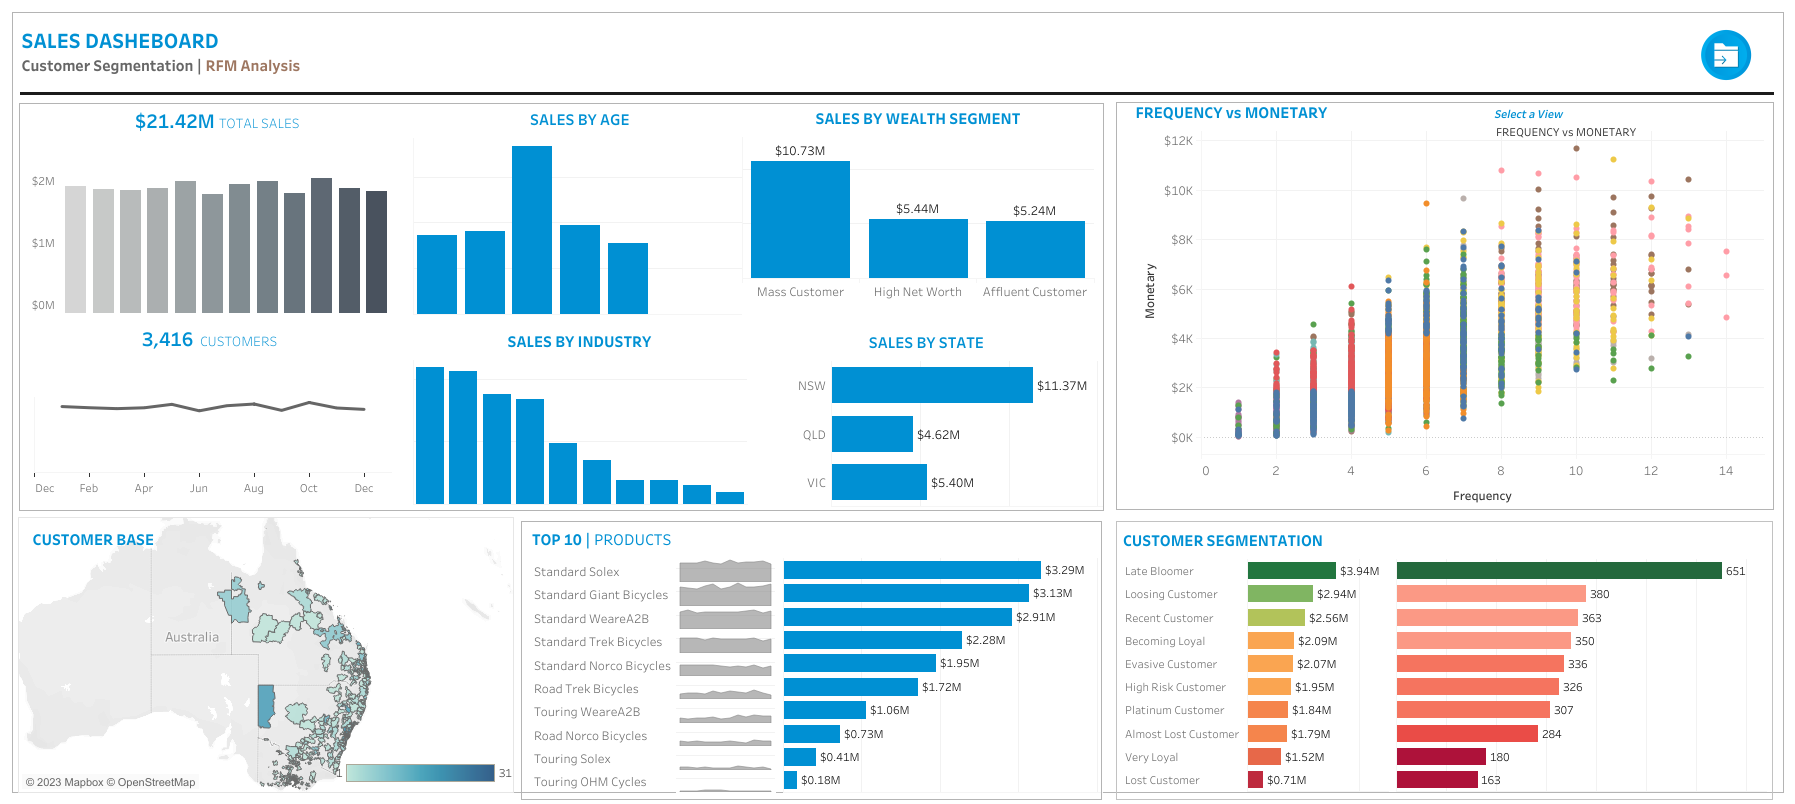 SALES DASHEBOARD
Customer Segmentation | RFM Analysis
$21.42M TOTAL SALES
$2M
$1M
$0M
3,416 CUSTOMERS
Dec Feb Apr Jun Aug Oct Dec
SALES BY AGE
SALES BY WEALTH SEGMENT
$10.73M
$5.44M
$5.24M
Mass Customer High Net Worth Affluent Customer
SALES BY INDUSTRY
SALES BY STATE
NSW $11.37M
QLD $4.62M
VIC $5.40M
FREQUENCY vs MONETARY
Select a View
FREQUENCY vs MONETARY
$12K
$10K
$8K
$6K
$4K
$2K
$0K
Monetary
0 2 4 6 8 10 12 14
Frequency
CUSTOMER BASE
Australia
1 31
© 2023 Mapbox © OpenStreetMap
TOP 10 | PRODUCTS
Standard Solex $3.29M
Standard Giant Bicycles $3.13M
Standard WeareA2B $2.91M
Standard Trek Bicycles $2.28M
Standard Norco Bicycles $1.95M
Road Trek Bicycles $1.72M
Touring WeareA2B $1.06M
Road Norco Bicycles $0.73M
Touring Solex $0.41M
Touring OHM Cycles $0.18M
CUSTOMER SEGMENTATION
Late Bloomer $3.94M 651
Loosing Customer $2.94M 380
Recent Customer $2.56M 363
Becoming Loyal $2.09M 350
Evasive Customer $2.07M 336
High Risk Customer $1.95M 326
Platinum Customer $1.84M 307
Almost Lost Customer $1.79M 284
Very Loyal $1.52M 180
Lost Customer $0.71M 163